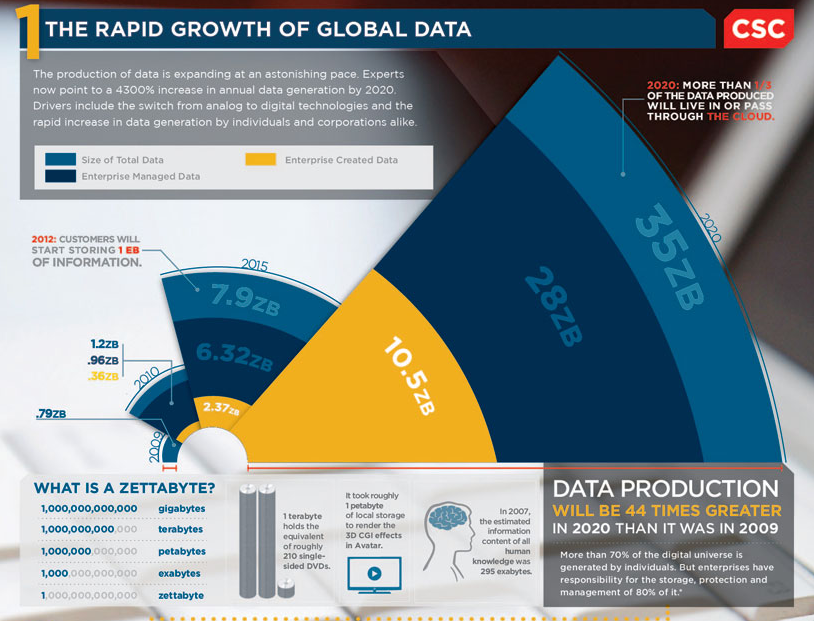 1 THE RAPID GROWTH OF GLOBAL DATA
CSC
The production of data is expanding at an astonishing pace. Experts
now point to a 4300% increase in annual data generation by 2020.
Drivers include the switch from analog to digital technologies and the
rapid increase in data generation by individuals and corporations alike.
Size of Total Data
Enterprise Created Data
Enterprise Managed Data
2020: MORE THAN 1/3
OF THE DATA PRODUCED
WILL LIVE IN OR PASS
THROUGH THE CLOUD.
2012: CUSTOMERS WILL
START STORING 1 EB
OF INFORMATION.
2015
7.9ZB
6.32ZB
2.37ZB
2020
35ZB
28ZB
10.5ZB
1.2ZB
.96ZB
.36ZB
2010
.79ZB
2009
WHAT IS A ZETTABYTE?
1,000,000,000,000 gigabytes
1,000,000,000,000 terabytes
1,000,000,000,000 petabytes
1,000,000,000,000 exabytes
1,000,000,000,000 zettabyte
1 terabyte
holds the
equivalent
of roughly
210 single-
sided DVDs.
It took roughly
1 petabyte
of local storage
to render the
3D CGI effects
in Avatar.
In 2007,
the estimated
information
content of all
human
knowledge was
295 exabytes.
DATA PRODUCTION
WILL BE 44 TIMES GREATER
IN 2020 THAN IT WAS IN 2009
More than 70% of the digital universe is
generated by individuals. But enterprises have
responsibility for the storage, protection and
management of 80% of it.*